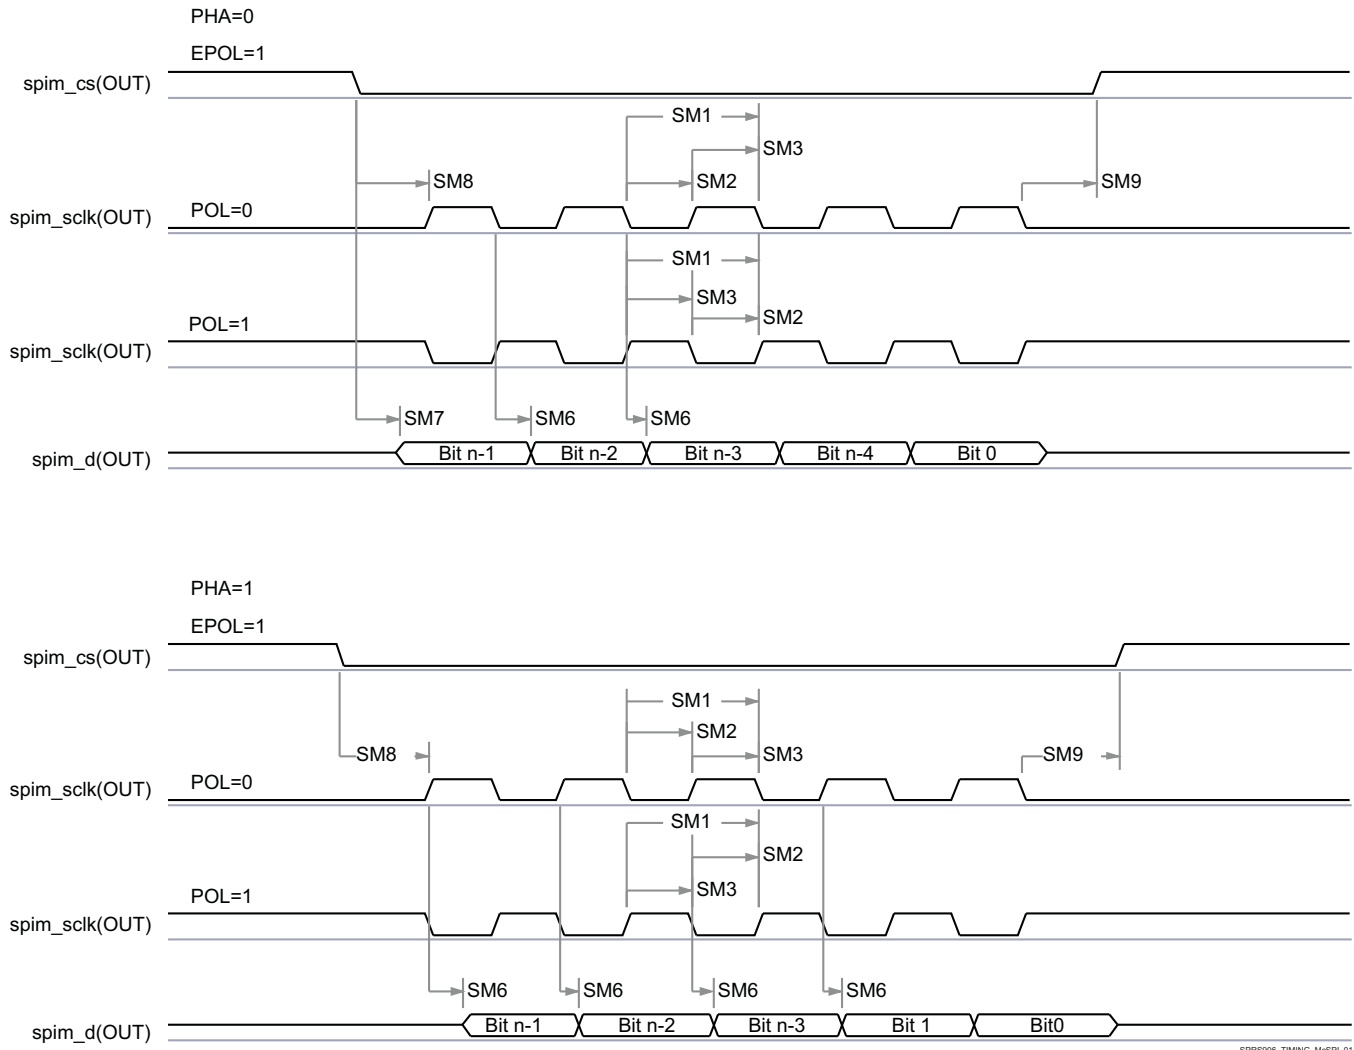 PHA=0
EPOL=1
spim_cs(OUT)
SM1
SM3
SM8
SM2
SM9
POL=0
spim_sclk(OUT)
SM1
SM3
SM2
POL=1
spim_sclk(OUT)
SM7
SM6
SM6
spim_d(OUT)
Bit n-1
Bit n-2
Bit n-3
Bit n-4
Bit 0
PHA=1
EPOL=1
spim_cs(OUT)
SM1
SM2
SM8
SM3
SM9
POL=0
spim_sclk(OUT)
SM1
SM2
SM3
POL=1
spim_sclk(OUT)
SM6
SM6
SM6
SM6
spim_d(OUT)
Bit n-1
Bit n-2
Bit n-3
Bit 1
Bit0